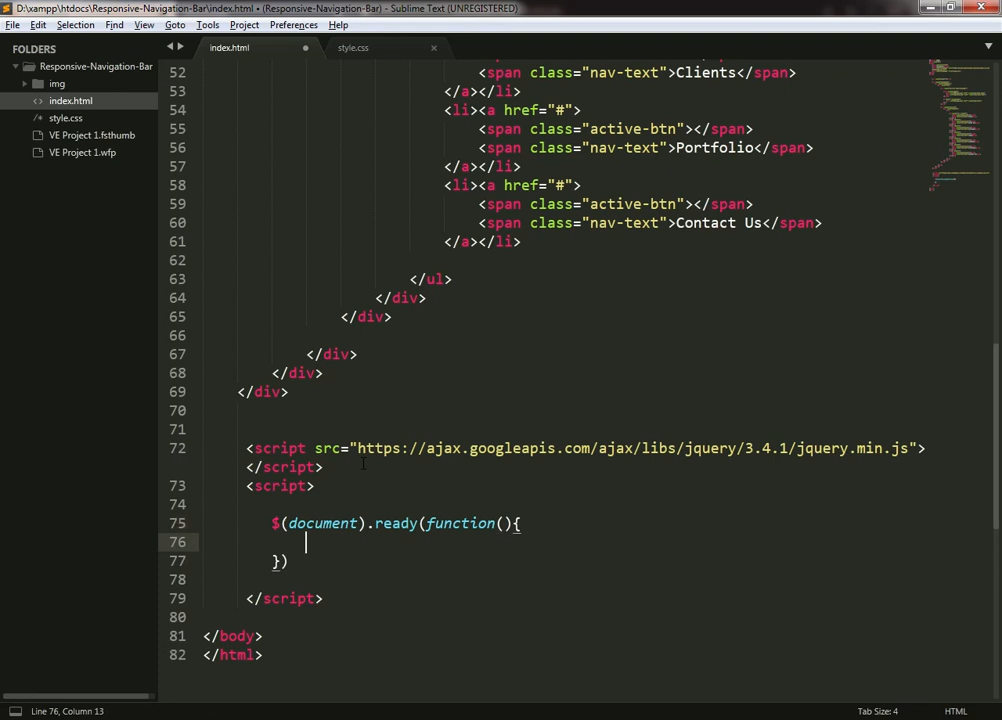 D:\xampp\htdocs\Responsive-Navigation-Bar\index.html • (Responsive-Navigation-Bar) - Sublime Text (UNREGISTERED)
File Edit Selection Find View Goto Tools Project Preferences Help
FOLDERS
Responsive-Navigation-Bar
img
index.html
style.css
VE Project 1.fsthumb
VE Project 1.wfp
index.html
style.css
52 <span class="nav-text">Clients</span>
53 </a></li>
54 <li><a href="#">
55 <span class="active-btn"></span>
56 <span class="nav-text">Portfolio</span>
57 </a></li>
58 <li><a href="#">
59 <span class="active-btn"></span>
60 <span class="nav-text">Contact Us</span>
61 </a></li>
62
63 </ul>
64 </div>
65 </div>
66
67 </div>
68 </div>
69 </div>
70
71
72 <script src="https://ajax.googleapis.com/ajax/libs/jquery/3.4.1/jquery.min.js">
</script>
73 <script>
74
75 $(document).ready(function(){
76
77 })
78
79 </script>
80
81 </body>
82 </html>
Line 76, Column 13
Tab Size: 4
HTML